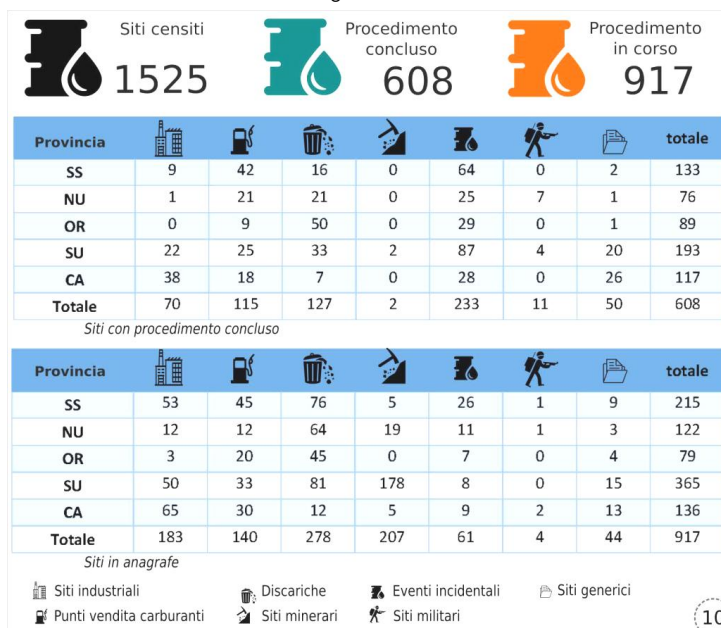 Siti censiti
1525
Procedimento
concluso
608
Procedimento
in corso
917
Provincia totale
SS 9 42 16 0 64 0 2 133
NU 1 21 21 0 25 7 1 76
OR 0 9 50 0 29 0 1 89
SU 22 25 33 2 87 4 20 193
CA 38 18 7 0 28 0 26 117
Totale 70 115 127 2 233 11 50 608
Siti con procedimento concluso
Provincia totale
SS 53 45 76 5 26 1 9 215
NU 12 12 64 19 11 1 3 122
OR 3 20 45 0 7 0 4 79
SU 50 33 81 178 8 0 15 365
CA 65 30 12 5 9 2 13 136
Totale 183 140 278 207 61 4 44 917
Siti in anagrafe
Siti industriali Discariche Eventi incidentali Siti generici
Punti vendita carburanti Siti minerari Siti militari